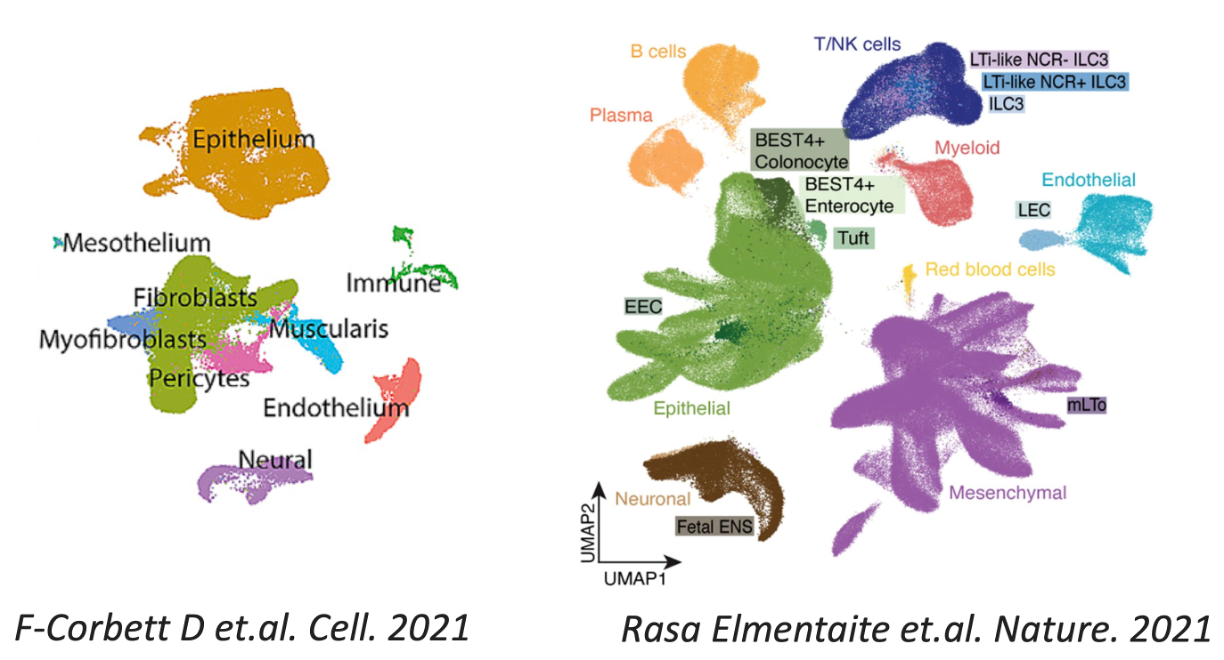 Epithelium
Mesothelium
Immune
Fibroblasts
Myofibroblasts
Muscularis
Pericytes
Endothelium
Neural
F-Corbett D et.al. Cell. 2021
B cells
T/NK cells
LTi-like NCR- ILC3
LTi-like NCR+ ILC3
ILC3
Plasma
BEST4+
Colonocyte
Myeloid
BEST4+
Enterocyte
Endothelial
LEC
Tuft
Red blood cells
EEC
Epithelial
mLTo
Neuronal
Mesenchymal
Fetal ENS
UMAP2
UMAP1
Rasa Elmentaite et.al. Nature. 2021